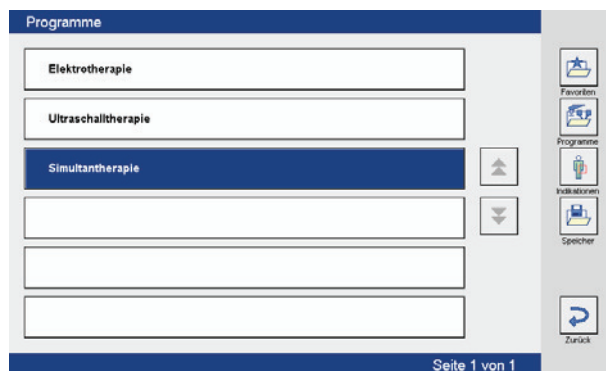 Programme
Elektrotherapie
Ultraschalltherapie
Simultantherapie
Favoriten
Programme
Indikationen
Speicher
Zurück
Seite 1 von 1